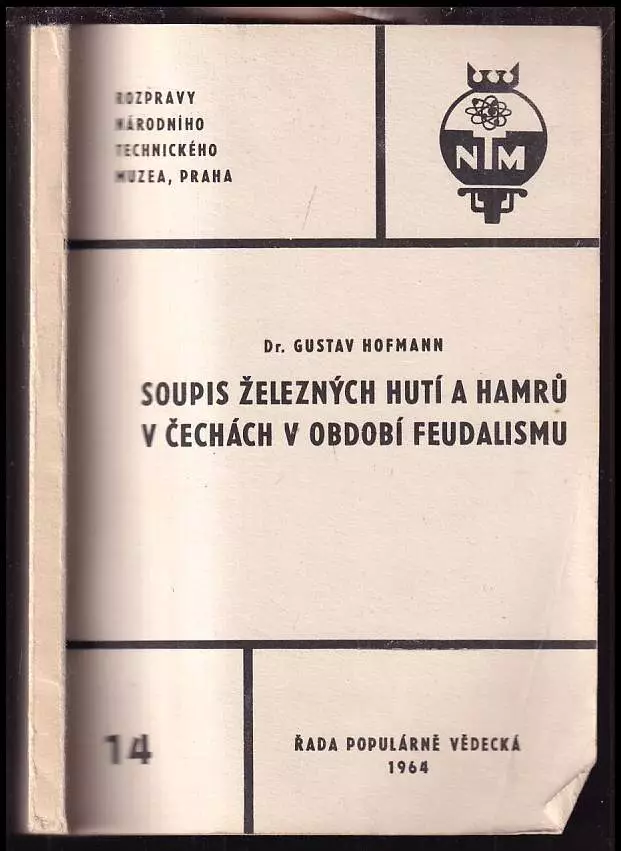 ROZPRAVY
NÁRODNÍHO
TECHNICKÉHO
MUZEA, PRAHA
NTM
Dr. GUSTAV HOFMANN
SOUPIS ŽELEZNÝCH HUTÍ A HAMRŮ
V ČECHÁCH V OBDOBÍ FEUDALISMU
14
ŘADA POPULÁRNĚ VĚDECKÁ
1964